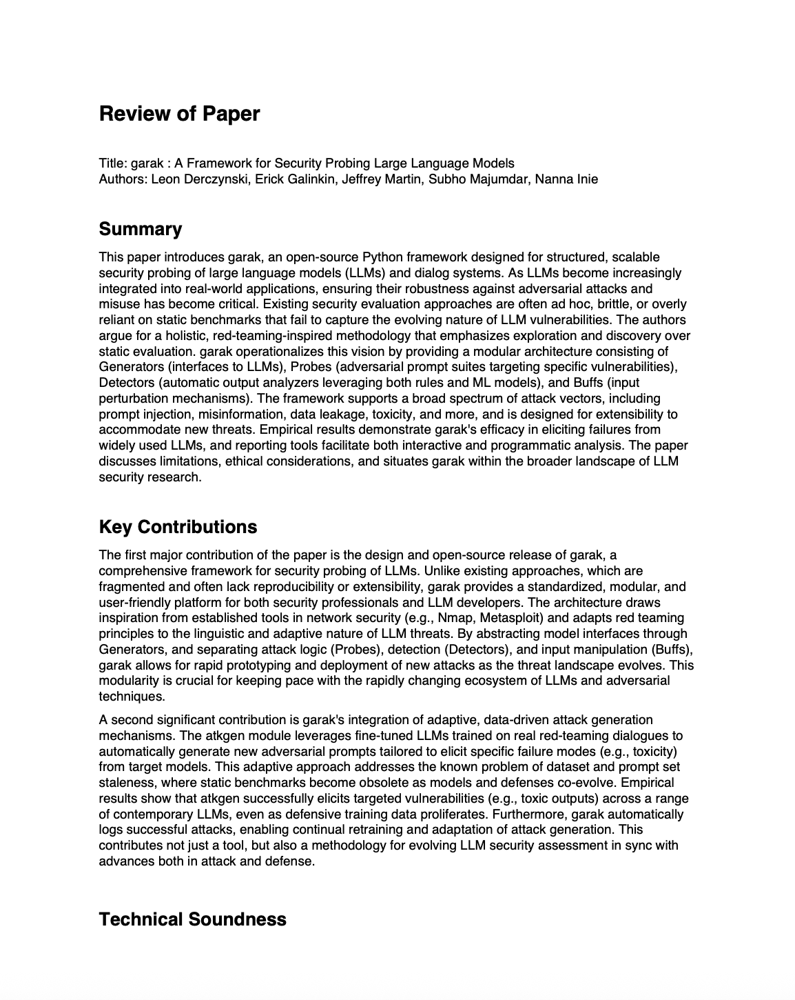 Review of Paper
Title: garak : A Framework for Security Probing Large Language Models
Authors: Leon Derczynski, Erick Galinkin, Jeffrey Martin, Subho Majumdar, Nanna Inie
Summary
This paper introduces garak, an open-source Python framework designed for structured, scalable
security probing of large language models (LLMs) and dialog systems. As LLMs become increasingly
integrated into real-world applications, ensuring their robustness against adversarial attacks and
misuse has become critical. Existing security evaluation approaches are often ad hoc, brittle, or overly
reliant on static benchmarks that fail to capture the evolving nature of LLM vulnerabilities. The authors
argue for a holistic, red-teaming-inspired methodology that emphasizes exploration and discovery over
static evaluation. garak operationalizes this vision by providing a modular architecture consisting of
Generators (interfaces to LLMs), Probes (adversarial prompt suites targeting specific vulnerabilities),
Detectors (automatic output analyzers leveraging both rules and ML models), and Buffs (input
perturbation mechanisms). The framework supports a broad spectrum of attack vectors, including
prompt injection, misinformation, data leakage, toxicity, and more, and is designed for extensibility to
accommodate new threats. Empirical results demonstrate garak's efficacy in eliciting failures from
widely used LLMs, and reporting tools facilitate both interactive and programmatic analysis. The paper
discusses limitations, ethical considerations, and situates garak within the broader landscape of LLM
security research.
Key Contributions
The first major contribution of the paper is the design and open-source release of garak, a
comprehensive framework for security probing of LLMs. Unlike existing approaches, which are
fragmented and often lack reproducibility or extensibility, garak provides a standardized, modular, and
user-friendly platform for both security professionals and LLM developers. The architecture draws
inspiration from established tools in network security (e.g., Nmap, Metasploit) and adapts red teaming
principles to the linguistic and adaptive nature of LLM threats. By abstracting model interfaces through
Generators, and separating attack logic (Probes), detection (Detectors), and input manipulation (Buffs),
garak allows for rapid prototyping and deployment of new attacks as the threat landscape evolves. This
modularity is crucial for keeping pace with the rapidly changing ecosystem of LLMs and adversarial
techniques.
A second significant contribution is garak's integration of adaptive, data-driven attack generation
mechanisms. The atkgen module leverages fine-tuned LLMs trained on real red-teaming dialogues to
automatically generate new adversarial prompts tailored to elicit specific failure modes (e.g., toxicity)
from target models. This adaptive approach addresses the known problem of dataset and prompt set
staleness, where static benchmarks become obsolete as models and defenses co-evolve. Empirical
results show that atkgen successfully elicits targeted vulnerabilities (e.g., toxic outputs) across a range
of contemporary LLMs, even as defensive training data proliferates. Furthermore, garak automatically
logs successful attacks, enabling continual retraining and adaptation of attack generation. This
contributes not just a tool, but also a methodology for evolving LLM security assessment in sync with
advances both in attack and defense.
Technical Soundness